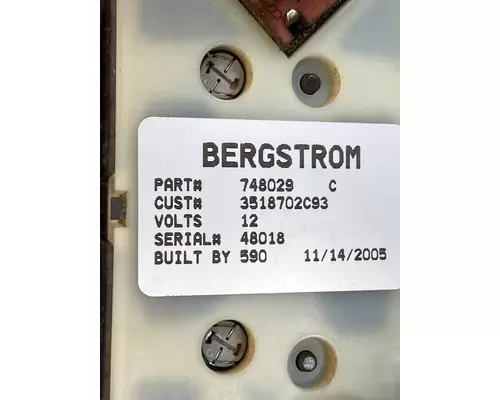 BERGSTROM
PART# 748029 C
CUST# 3518702C93
VOLTS 12
SERIAL# 48018
BUILT BY 590 11/14/2005